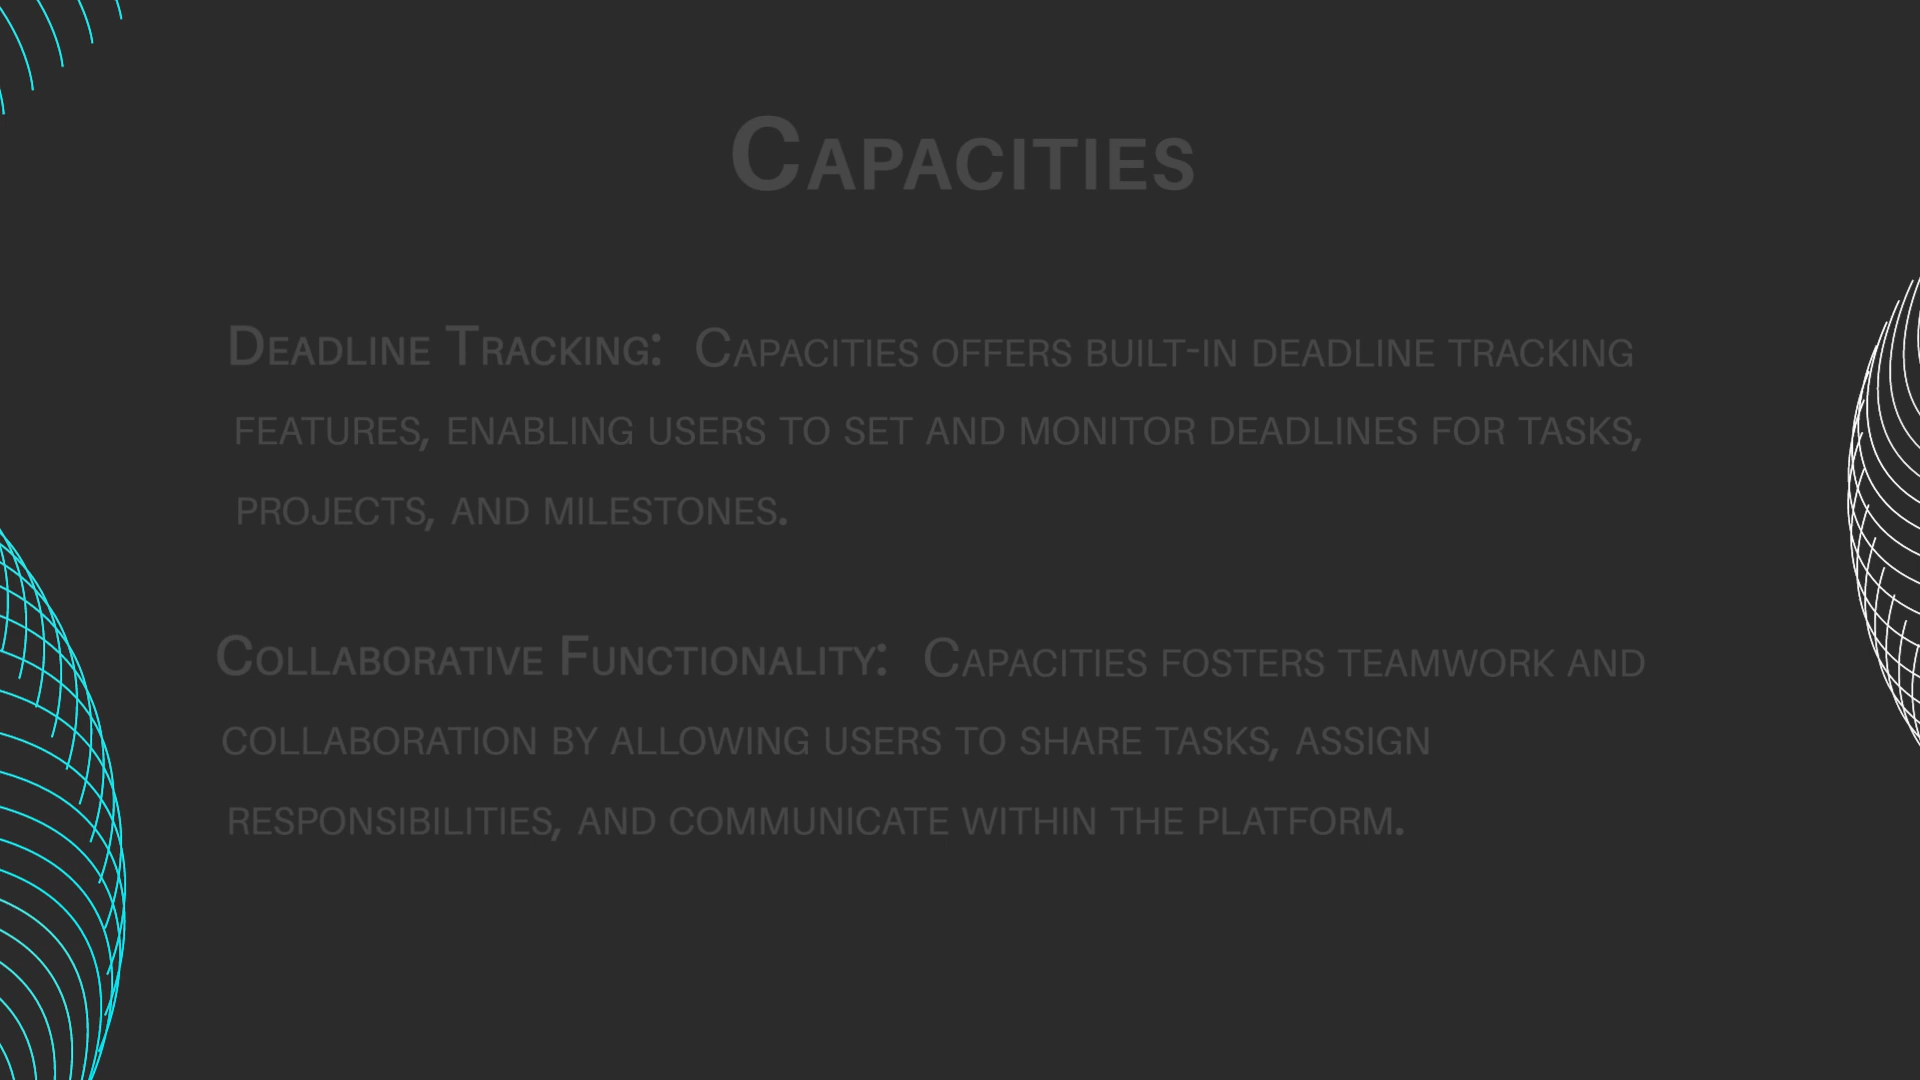 Capacities
Deadline Tracking: Capacities offers built-in deadline tracking
features, enabling users to set and monitor deadlines for tasks,
projects, and milestones.
Collaborative Functionality: Capacities fosters teamwork and
collaboration by allowing users to share tasks, assign
responsibilities, and communicate within the platform.